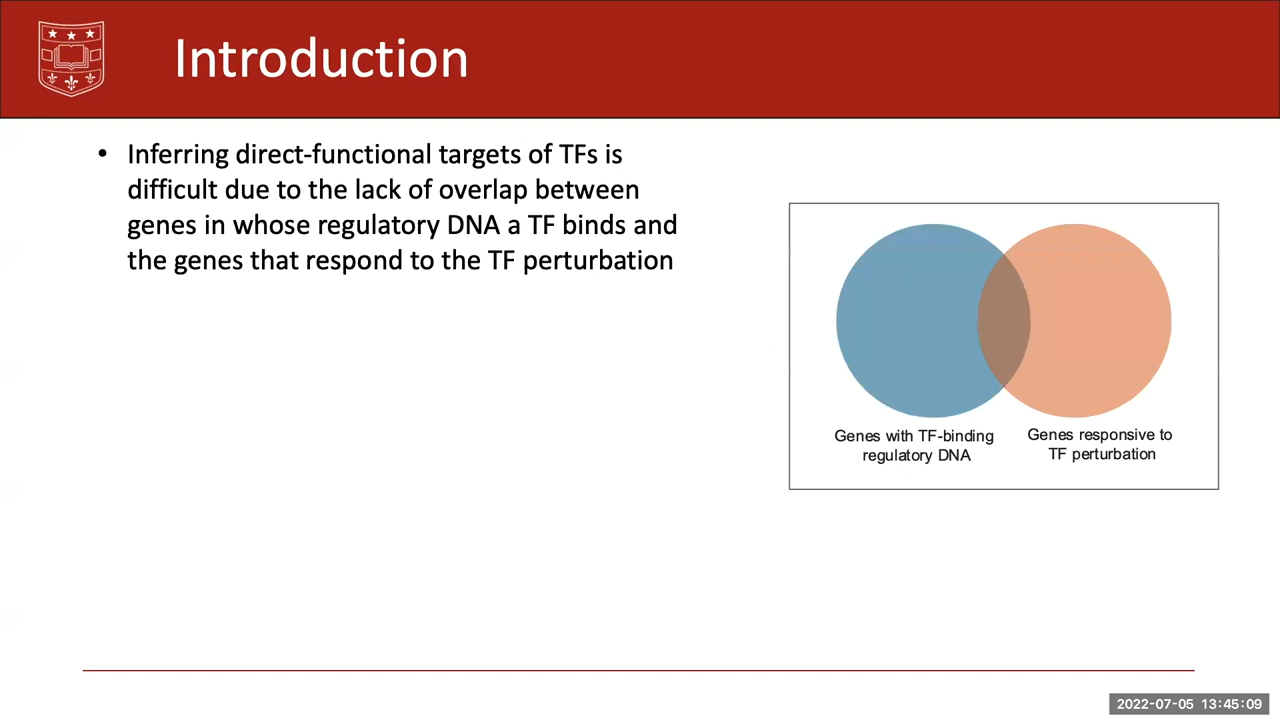 Introduction
• Inferring direct-functional targets of TFs is
difficult due to the lack of overlap between
genes in whose regulatory DNA a TF binds and
the genes that respond to the TF perturbation
Genes with TF-binding
regulatory DNA
Genes responsive to
TF perturbation
2022-07-05 13:45:09